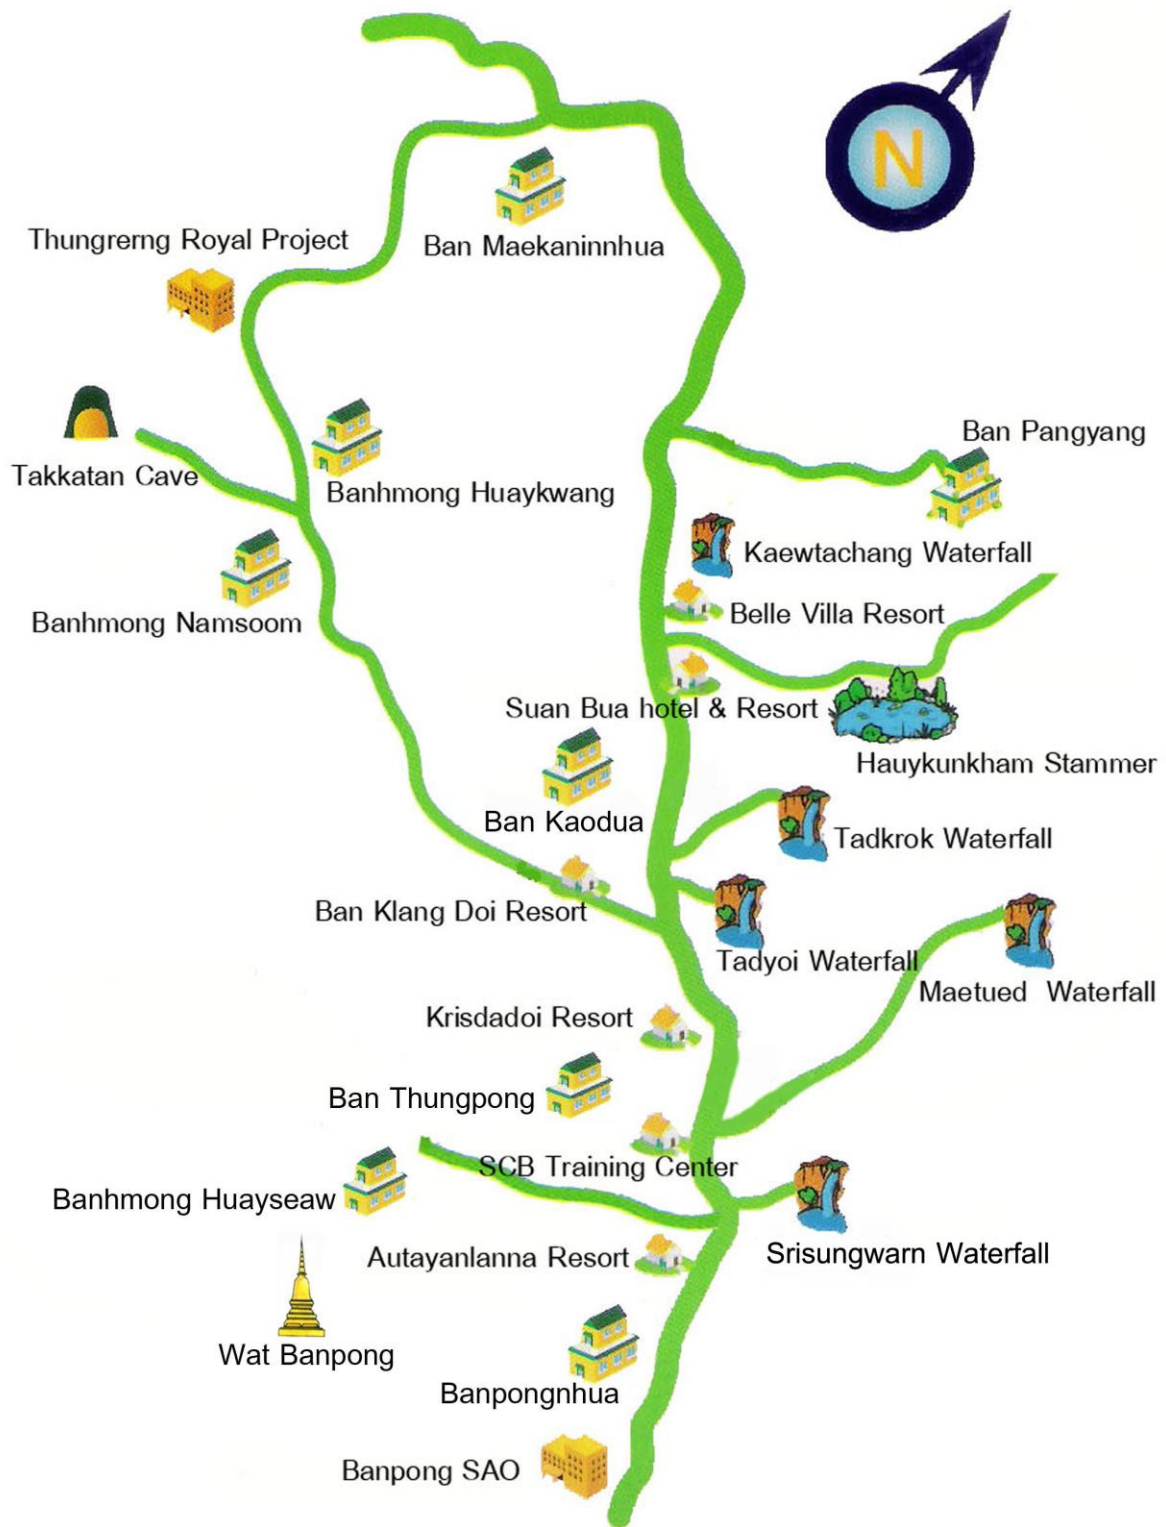 N
Thungrerng Royal Project
Ban Maekaninnhua
Takkatan Cave
Banhmong Huaykwang
Ban Pangyang
Kaewtachang Waterfall
Banhmong Namsoom
Belle Villa Resort
Suan Bua hotel & Resort
Hauykunkham Stammer
Ban Kaodua
Tadkrok Waterfall
Ban Klang Doi Resort
Tadyoi Waterfall
Maetued Waterfall
Krisdadoi Resort
Ban Thungpong
SCB Training Center
Banhmong Huayseaw
Autayanlanna Resort
Srisungwarn Waterfall
Wat Banpong
Banpongnhua
Banpong SAO